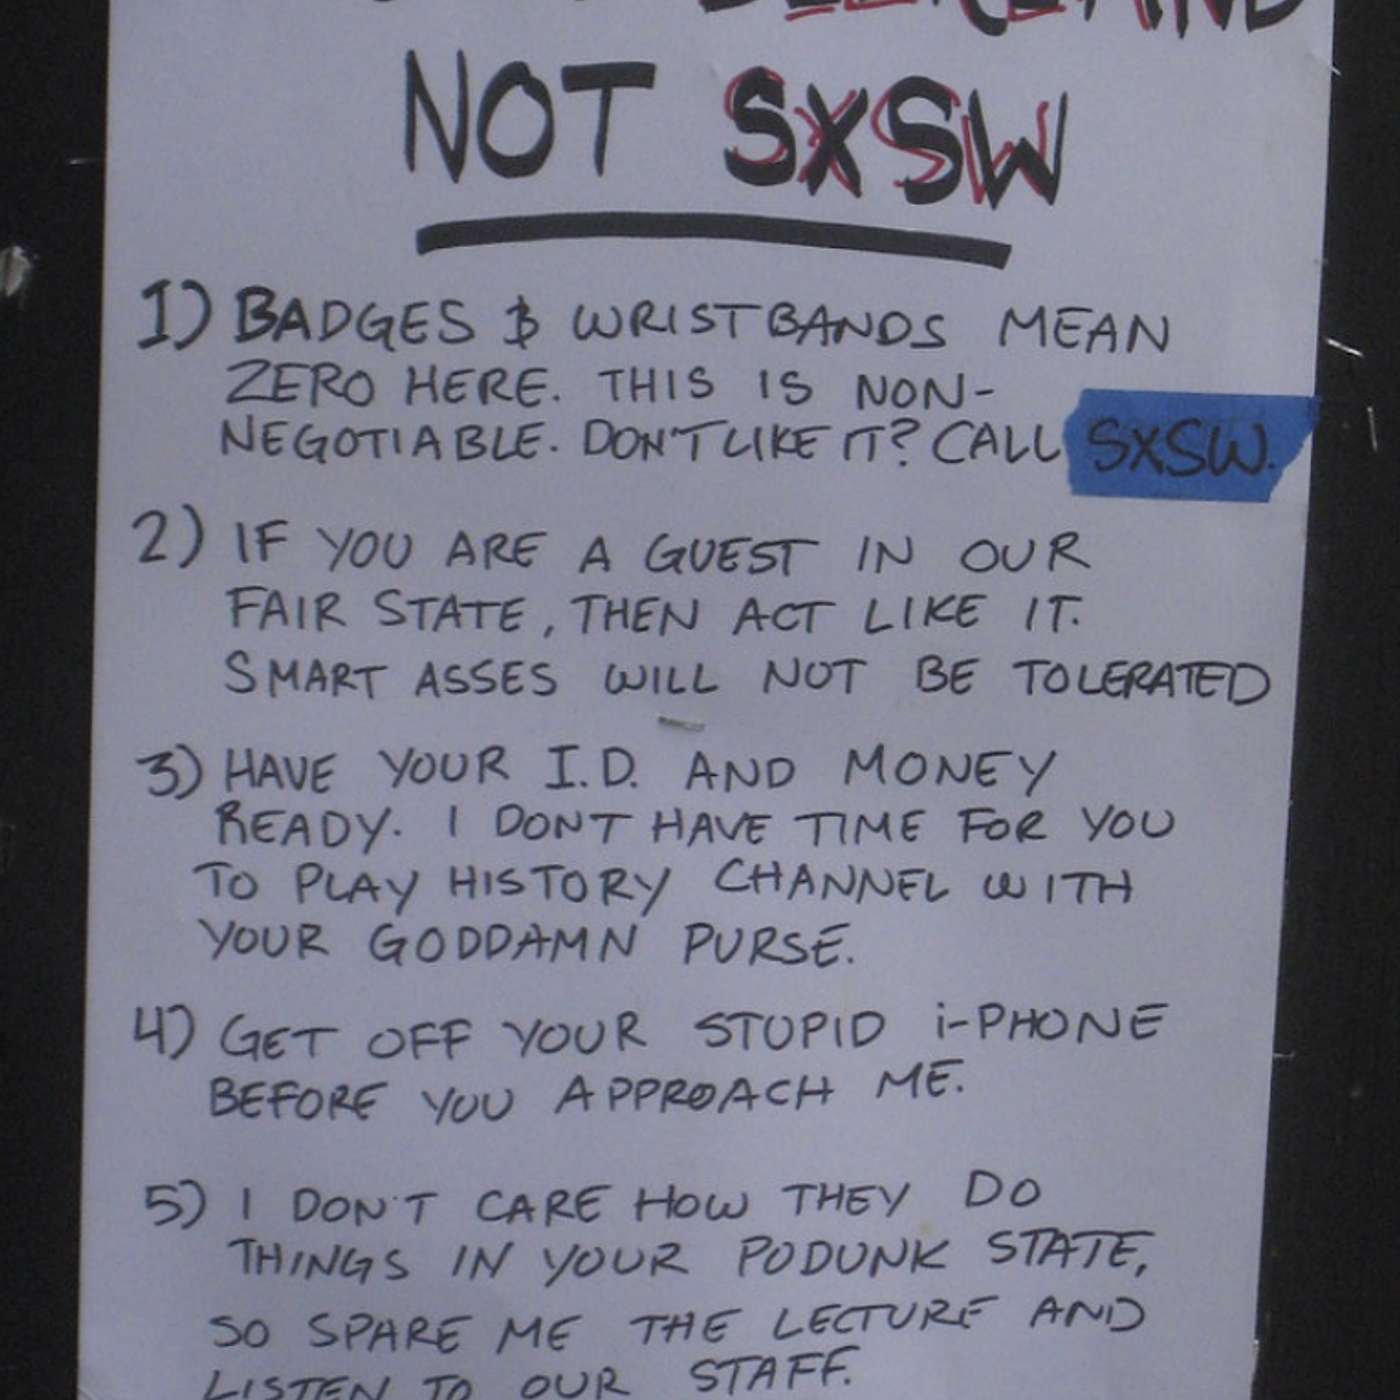 NOT SXSW
1) BADGES & WRISTBANDS MEAN
ZERO HERE. THIS IS NON-
NEGOTIABLE. DON'T LIKE IT? CALL SXSW.
2) IF YOU ARE A GUEST IN OUR
FAIR STATE, THEN ACT LIKE IT.
SMART ASSES WILL NOT BE TOLERATED
3) HAVE YOUR I.D. AND MONEY
READY. I DONT HAVE TIME FOR YOU
TO PLAY HISTORY CHANNEL WITH
YOUR GODDAMN PURSE.
4) GET OFF YOUR STUPID i-PHONE
BEFORE YOU APPROACH ME.
5) I DON'T CARE HOW THEY DO
THINGS IN YOUR PODUNK STATE,
SO SPARE ME THE LECTURE AND
LISTEN TO OUR STAFF.